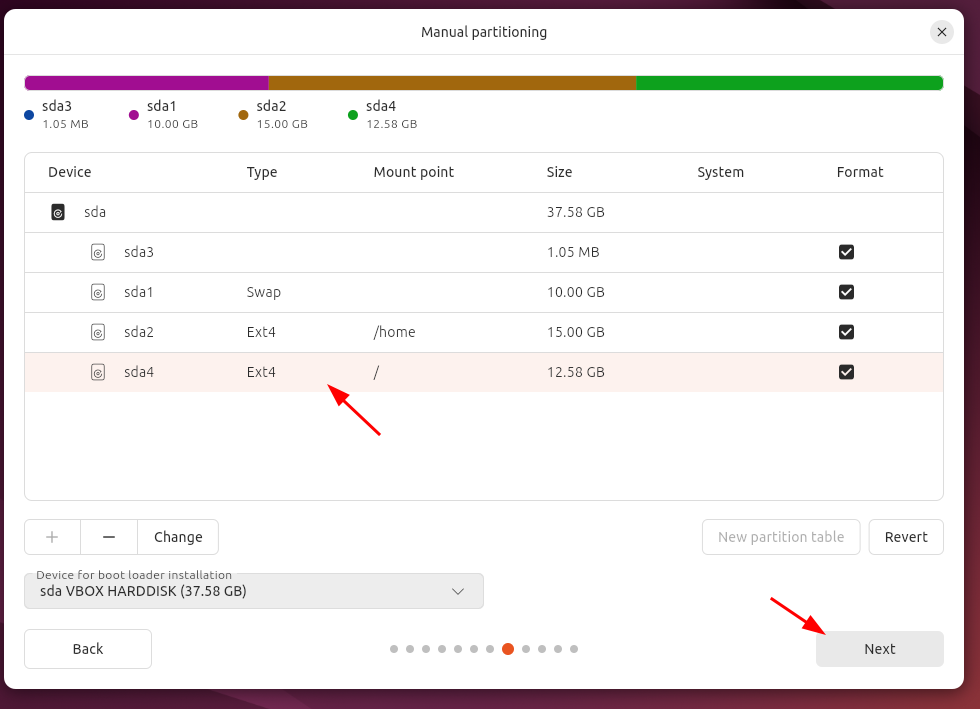 Manual partitioning
sda3 sda1 sda2 sda4
1.05 MB 10.00 GB 15.00 GB 12.58 GB
Device Type Mount point Size System Format
sda 37.58 GB
sda3 1.05 MB
sda1 Swap 10.00 GB
sda2 Ext4 /home 15.00 GB
sda4 Ext4 / 12.58 GB
+ − Change New partition table Revert
Device for boot loader installation
sda VBOX HARDDISK (37.58 GB)
Back Next